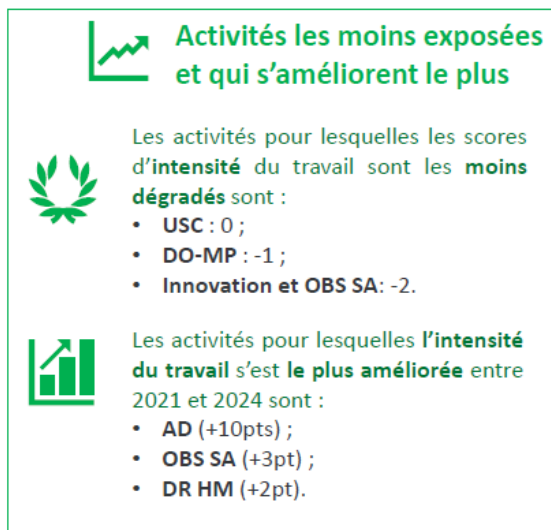 Activités les moins exposées
et qui s’améliorent le plus
Les activités pour lesquelles les scores
d’intensité du travail sont les moins
dégradés sont :
• USC : 0 ;
• DO-MP : -1 ;
• Innovation et OBS SA: -2.
Les activités pour lesquelles l’intensité
du travail s’est le plus améliorée entre
2021 et 2024 sont :
• AD (+10pts) ;
• OBS SA (+3pt) ;
• DR HM (+2pt).